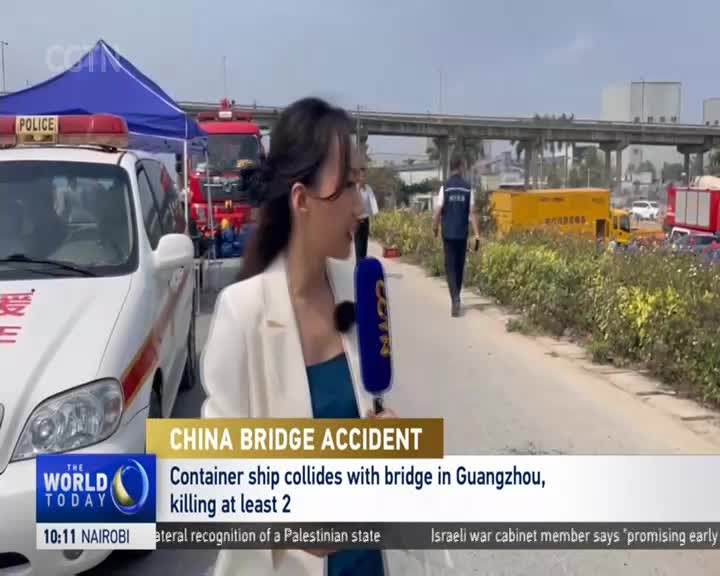 CGTN
POLICE
CGTN
CHINA BRIDGE ACCIDENT
THE
WORLD
TODAY
Container ship collides with bridge in Guangzhou,
killing at least 2
10:11 NAIROBI
ateral recognition of a Palestinian state Israeli war cabinet member says "promising early